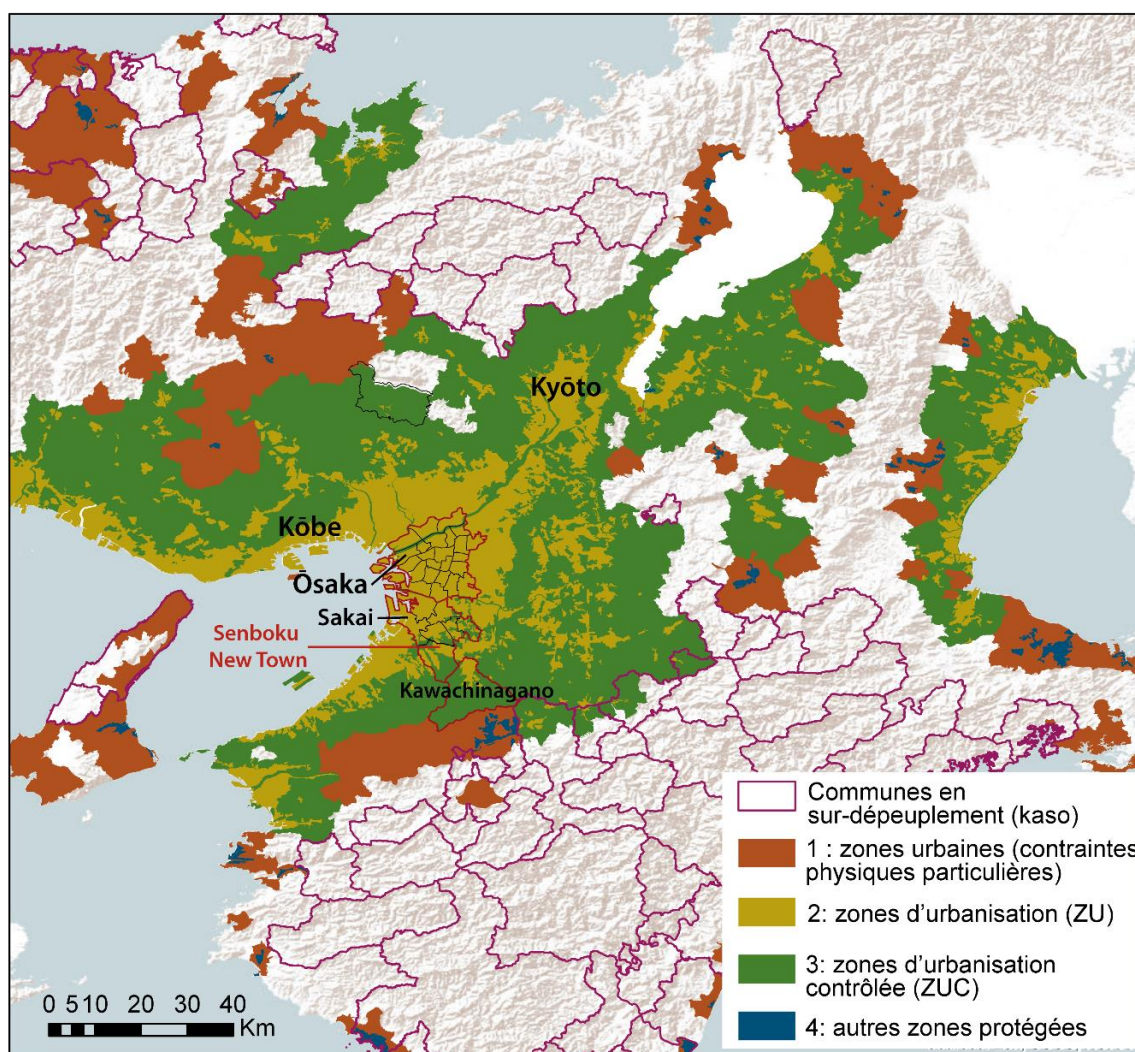 Kyōto
Kōbe
Ōsaka
Sakai
Senboku
New Town
Kawachinagano
Communes en
sur-dépeuplement (kaso)
1 : zones urbaines (contraintes
physiques particulières)
2: zones d'urbanisation (ZU)
3: zones d'urbanisation
contrôlée (ZUC)
4: autres zones protégées
0 5 10 20 30 40
Km